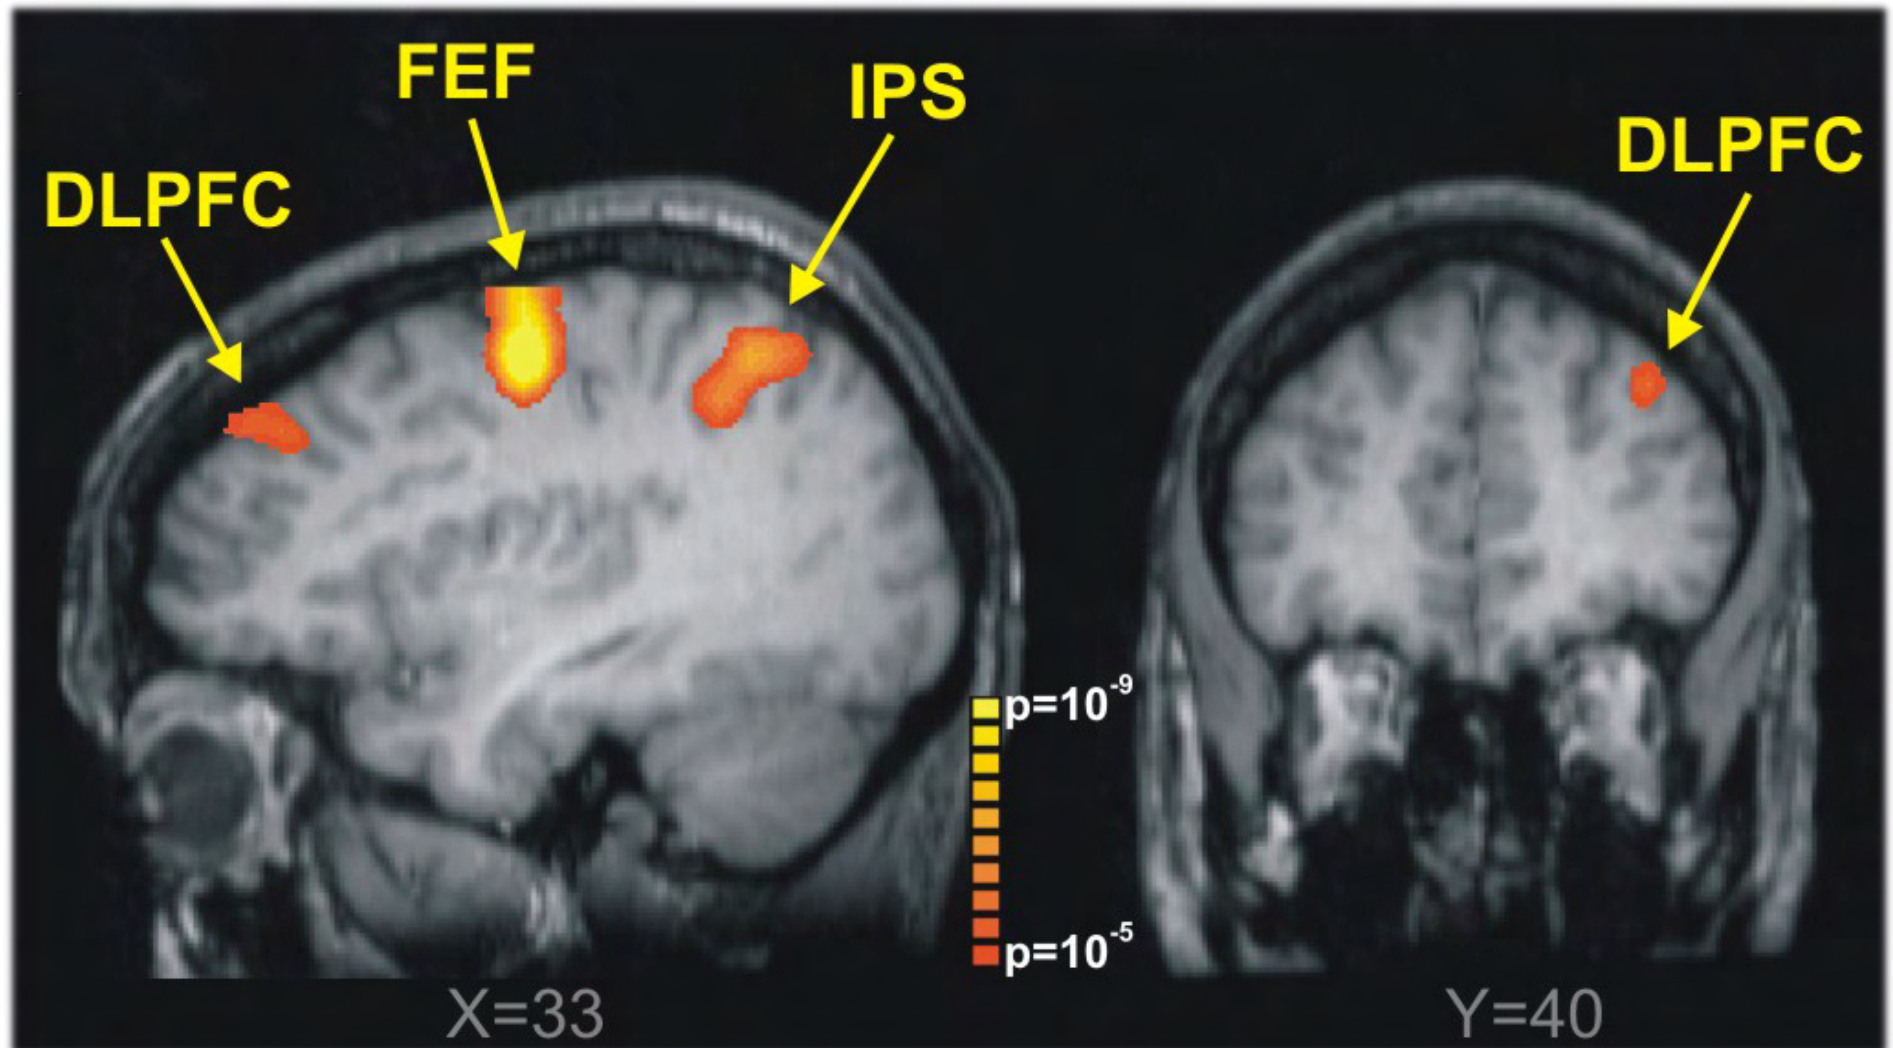 FEF
IPS
DLPFC
DLPFC
p=10⁻⁹
p=10⁻⁵
X=33
Y=40